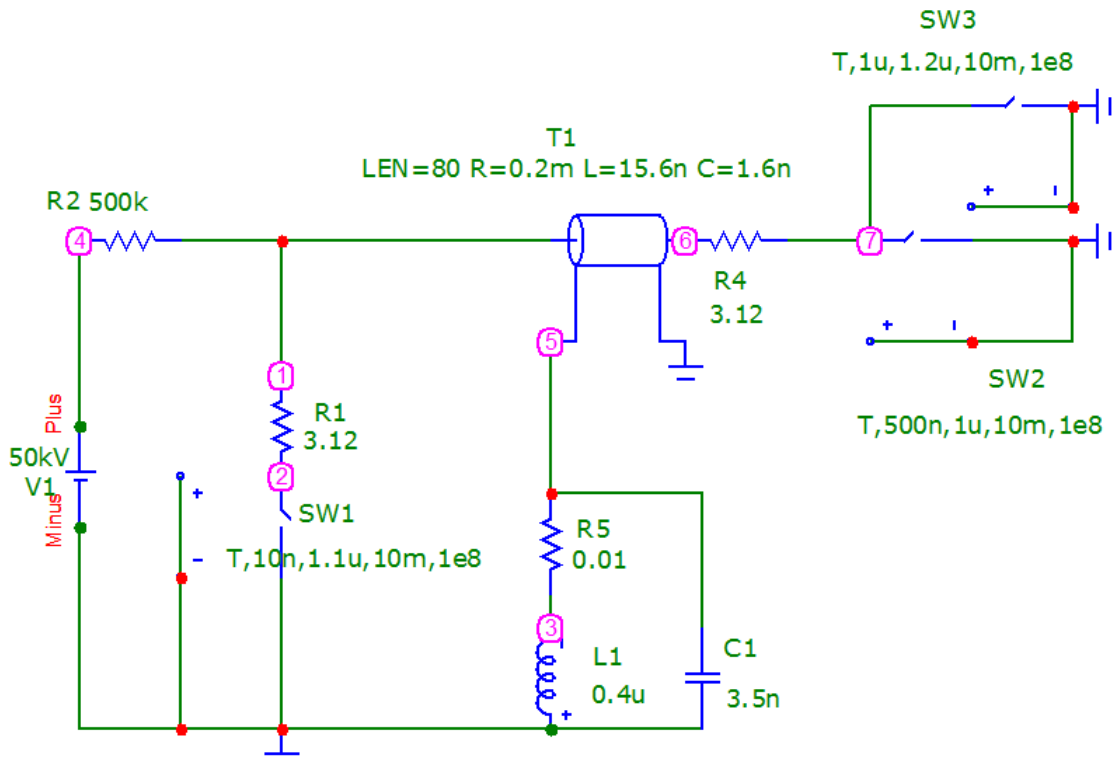 SW3
T,1u,1.2u,10m,1e8
T1
LEN=80 R=0.2m L=15.6n C=1.6n
R2 500k
4
6
7
R4
3.12
5
SW2
T,500n,1u,10m,1e8
1
R1
3.12
Plus
50kV
V1
Minus
2
SW1
T,10n,1.1u,10m,1e8
R5
0.01
3
L1
0.4u
C1
3.5n